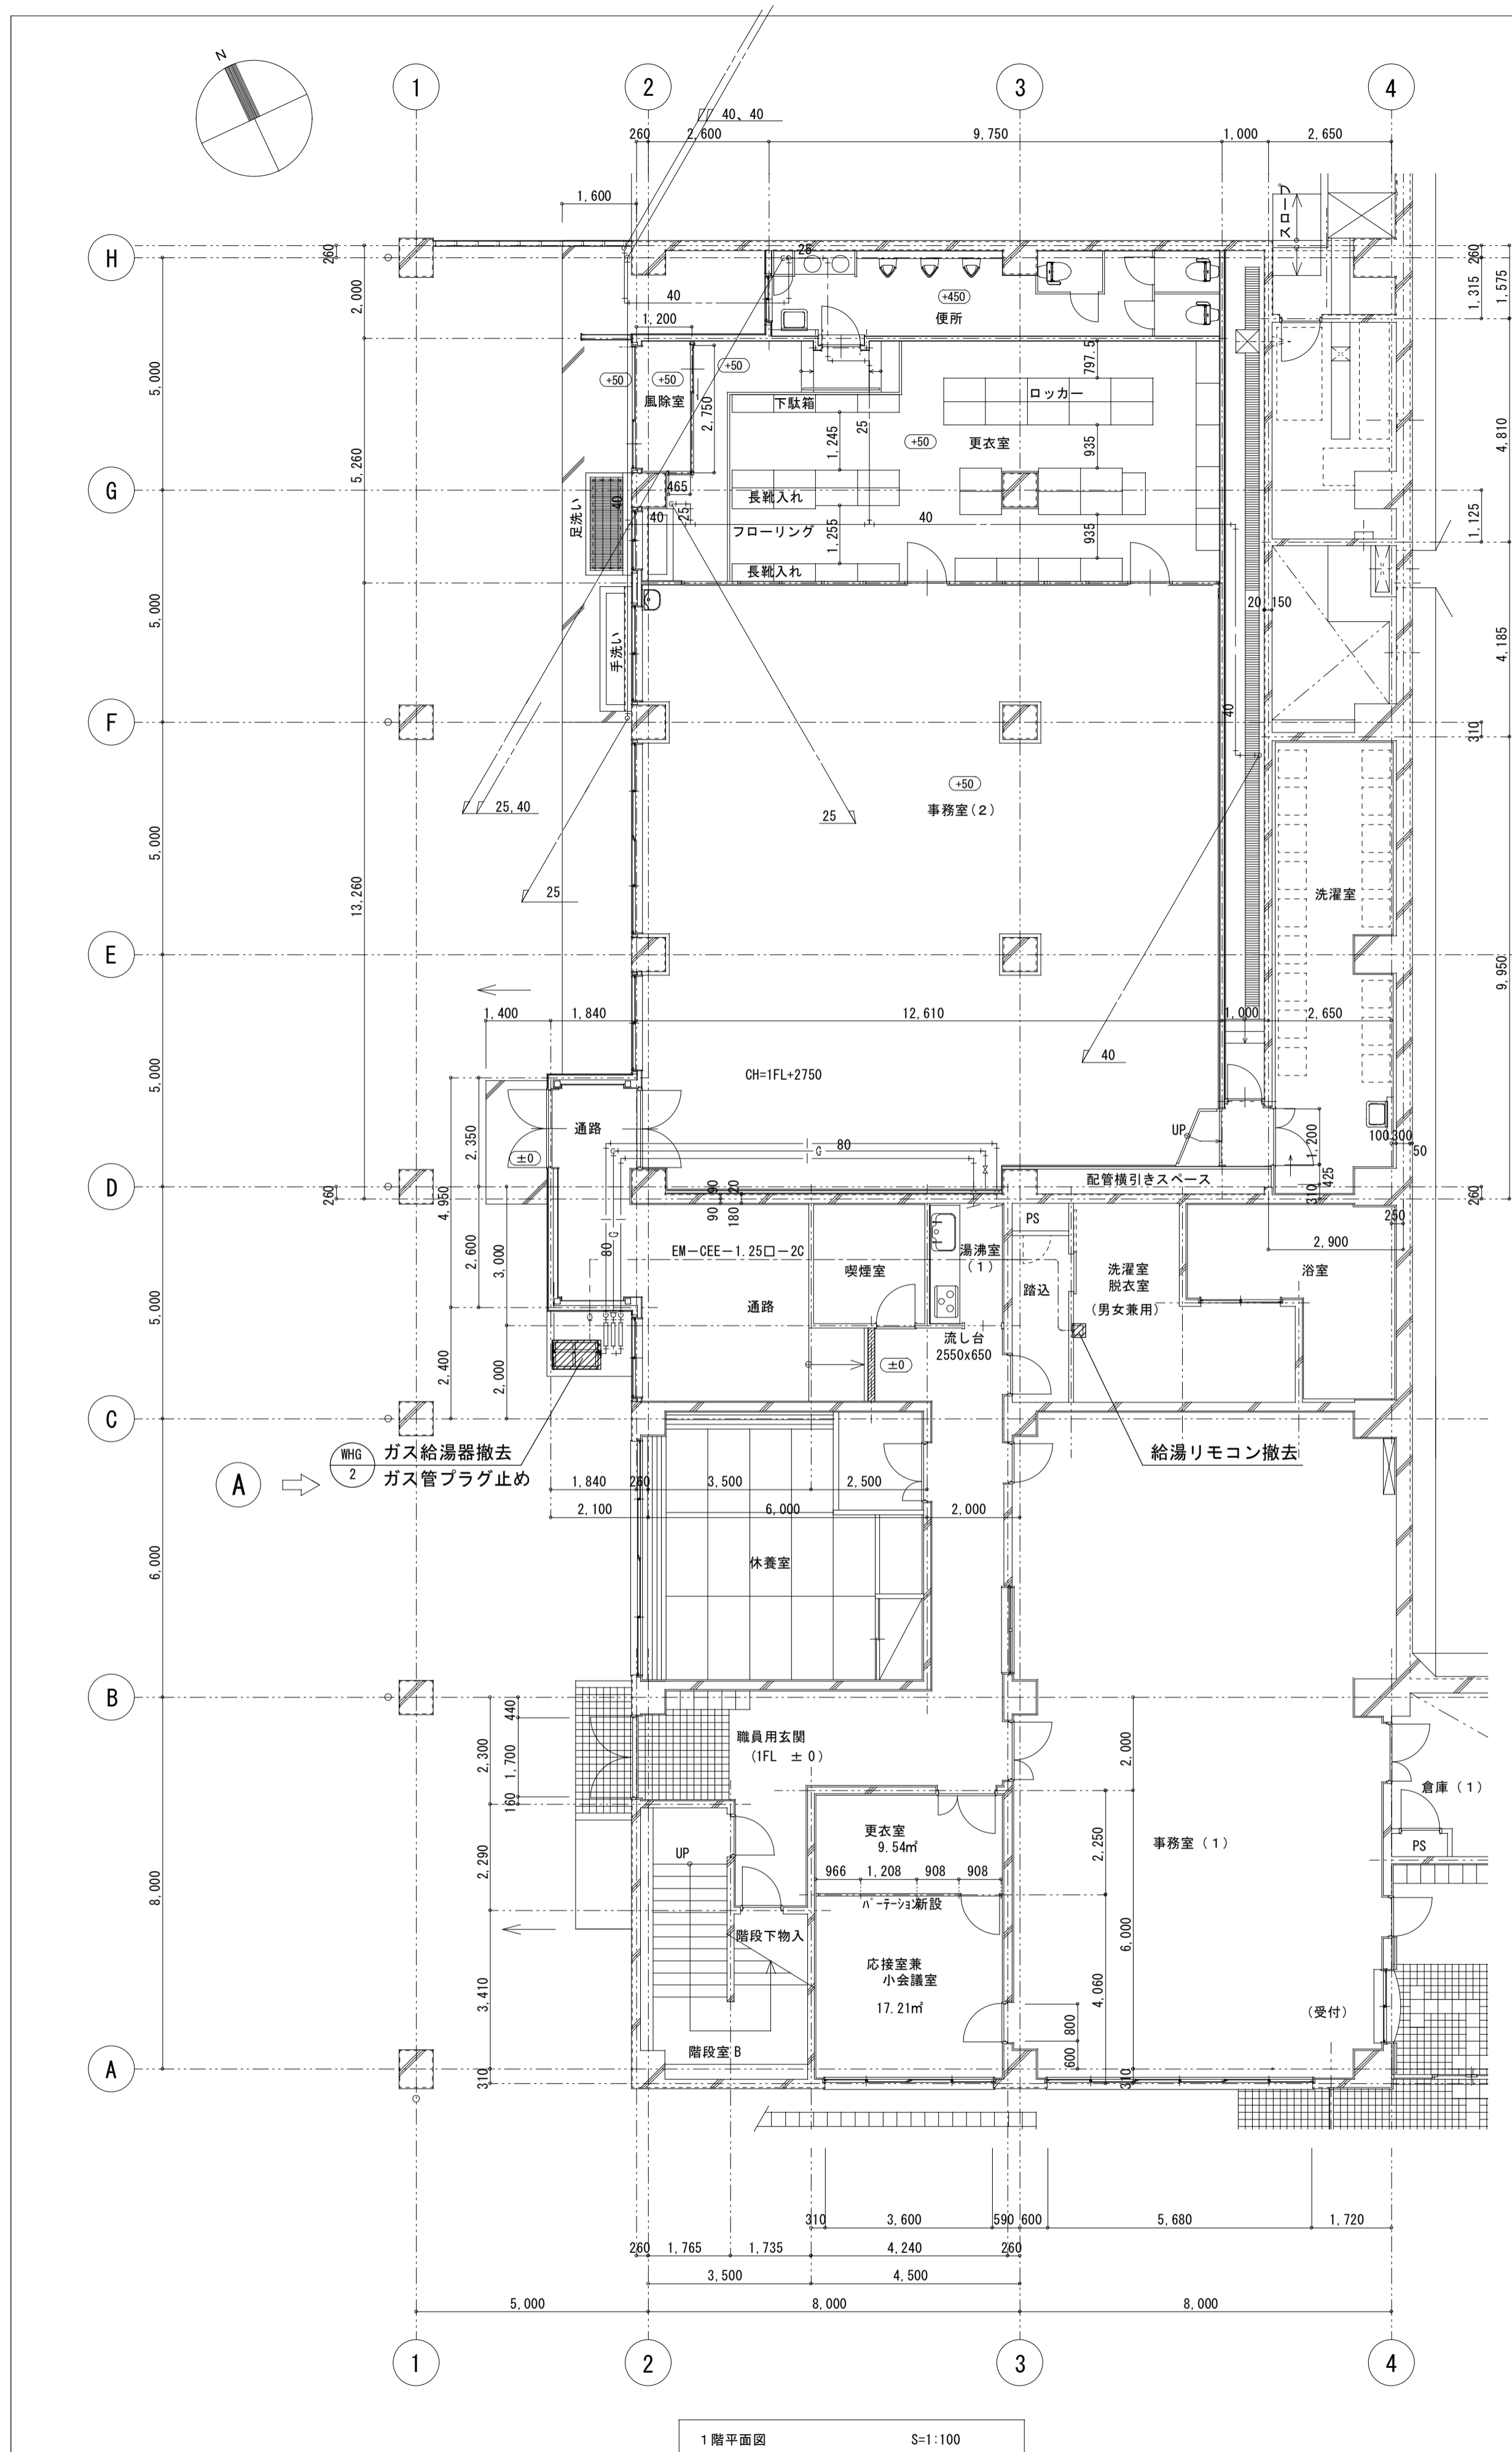 N
1
2
3
4
40、40
260
2,600
9,750
1,000
2,650
1,600
スロープ
H
260
25
260
1,315
1,575
2,000
40
+450
便所
1,200
5,000
+50
+50
+50
風除室
2,750
797.5
ロッカー
下駄箱
1,245
25
+50
更衣室
935
4,810
5,260
G
465
長靴入れ
足洗い
40
40
25
40
フローリング
1,255
935
1,125
長靴入れ
20
150
5,000
手洗い
4,185
F
40
310
+50
事務室(2)
25,40
25
5,000
13,260
25
洗濯室
E
9,950
1,400
1,840
12,610
1,000
2,650
40
CH=1FL+2750
5,000
通路
2,350
±0
G
80
UP
1,200
100
300
50
D
260
4,950
90
20
配管横引きスペース
310
425
260
90
180
PS
250
2,900
2,600
3,000
80
G
EM－CEE－1.25□－2C
喫煙室
湯沸室
(1)
踏込
洗濯室
脱衣室
(男女兼用)
浴室
5,000
通路
流し台
2550x650
±0
2,400
2,000
C
WHG
2
ガス給湯器撤去
ガス管プラグ止め
給湯リモコン撤去
A
1,840
260
3,500
2,500
2,100
6,000
2,000
6,000
休養室
B
440
2,300
1,700
160
職員用玄関
(1FL ±0)
2,000
倉庫(1)
更衣室
9.54㎡
2,250
事務室(1)
PS
UP
966
1,208
908
908
2,290
8,000
パーテーション新設
階段下物入
6,000
応接室兼
小会議室
17.21㎡
3,410
4,060
(受付)
800
階段室B
600
A
310
310
310
3,600
590
600
5,680
1,720
260
1,765
1,735
4,240
260
3,500
4,500
5,000
8,000
8,000
1
2
3
4
1階平面図
S=1:100